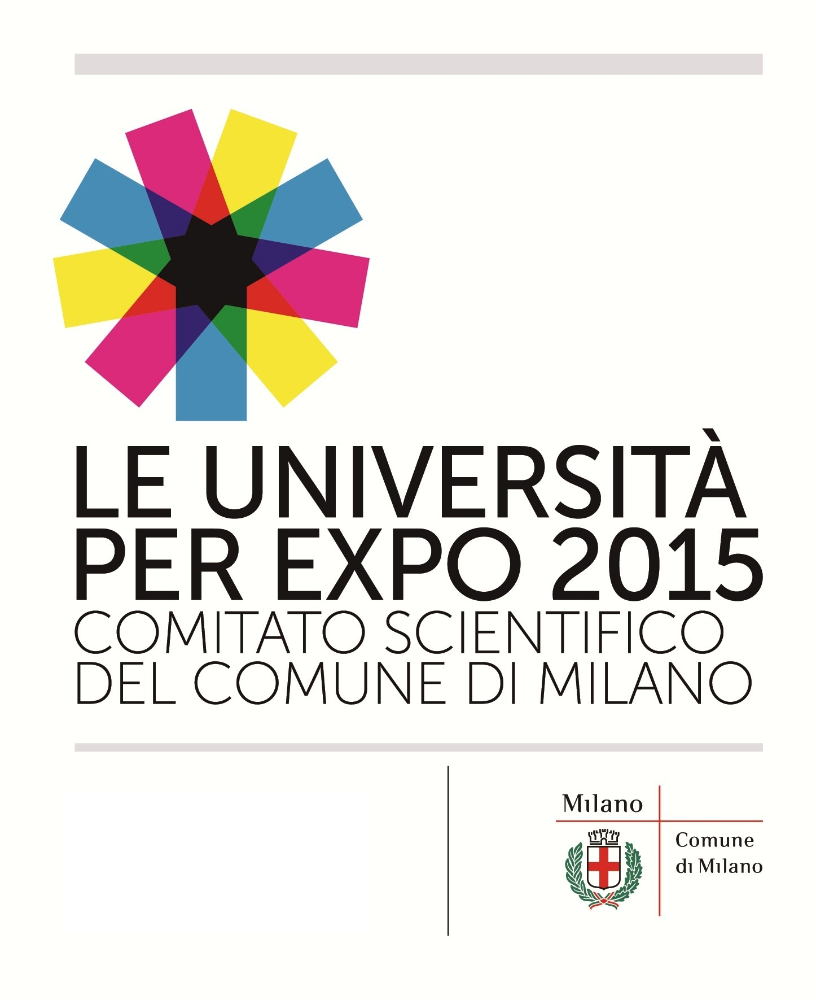 LE UNIVERSITÀ
PER EXPO 2015
COMITATO SCIENTIFICO
DEL COMUNE DI MILANO
Milano
Comune
di Milano